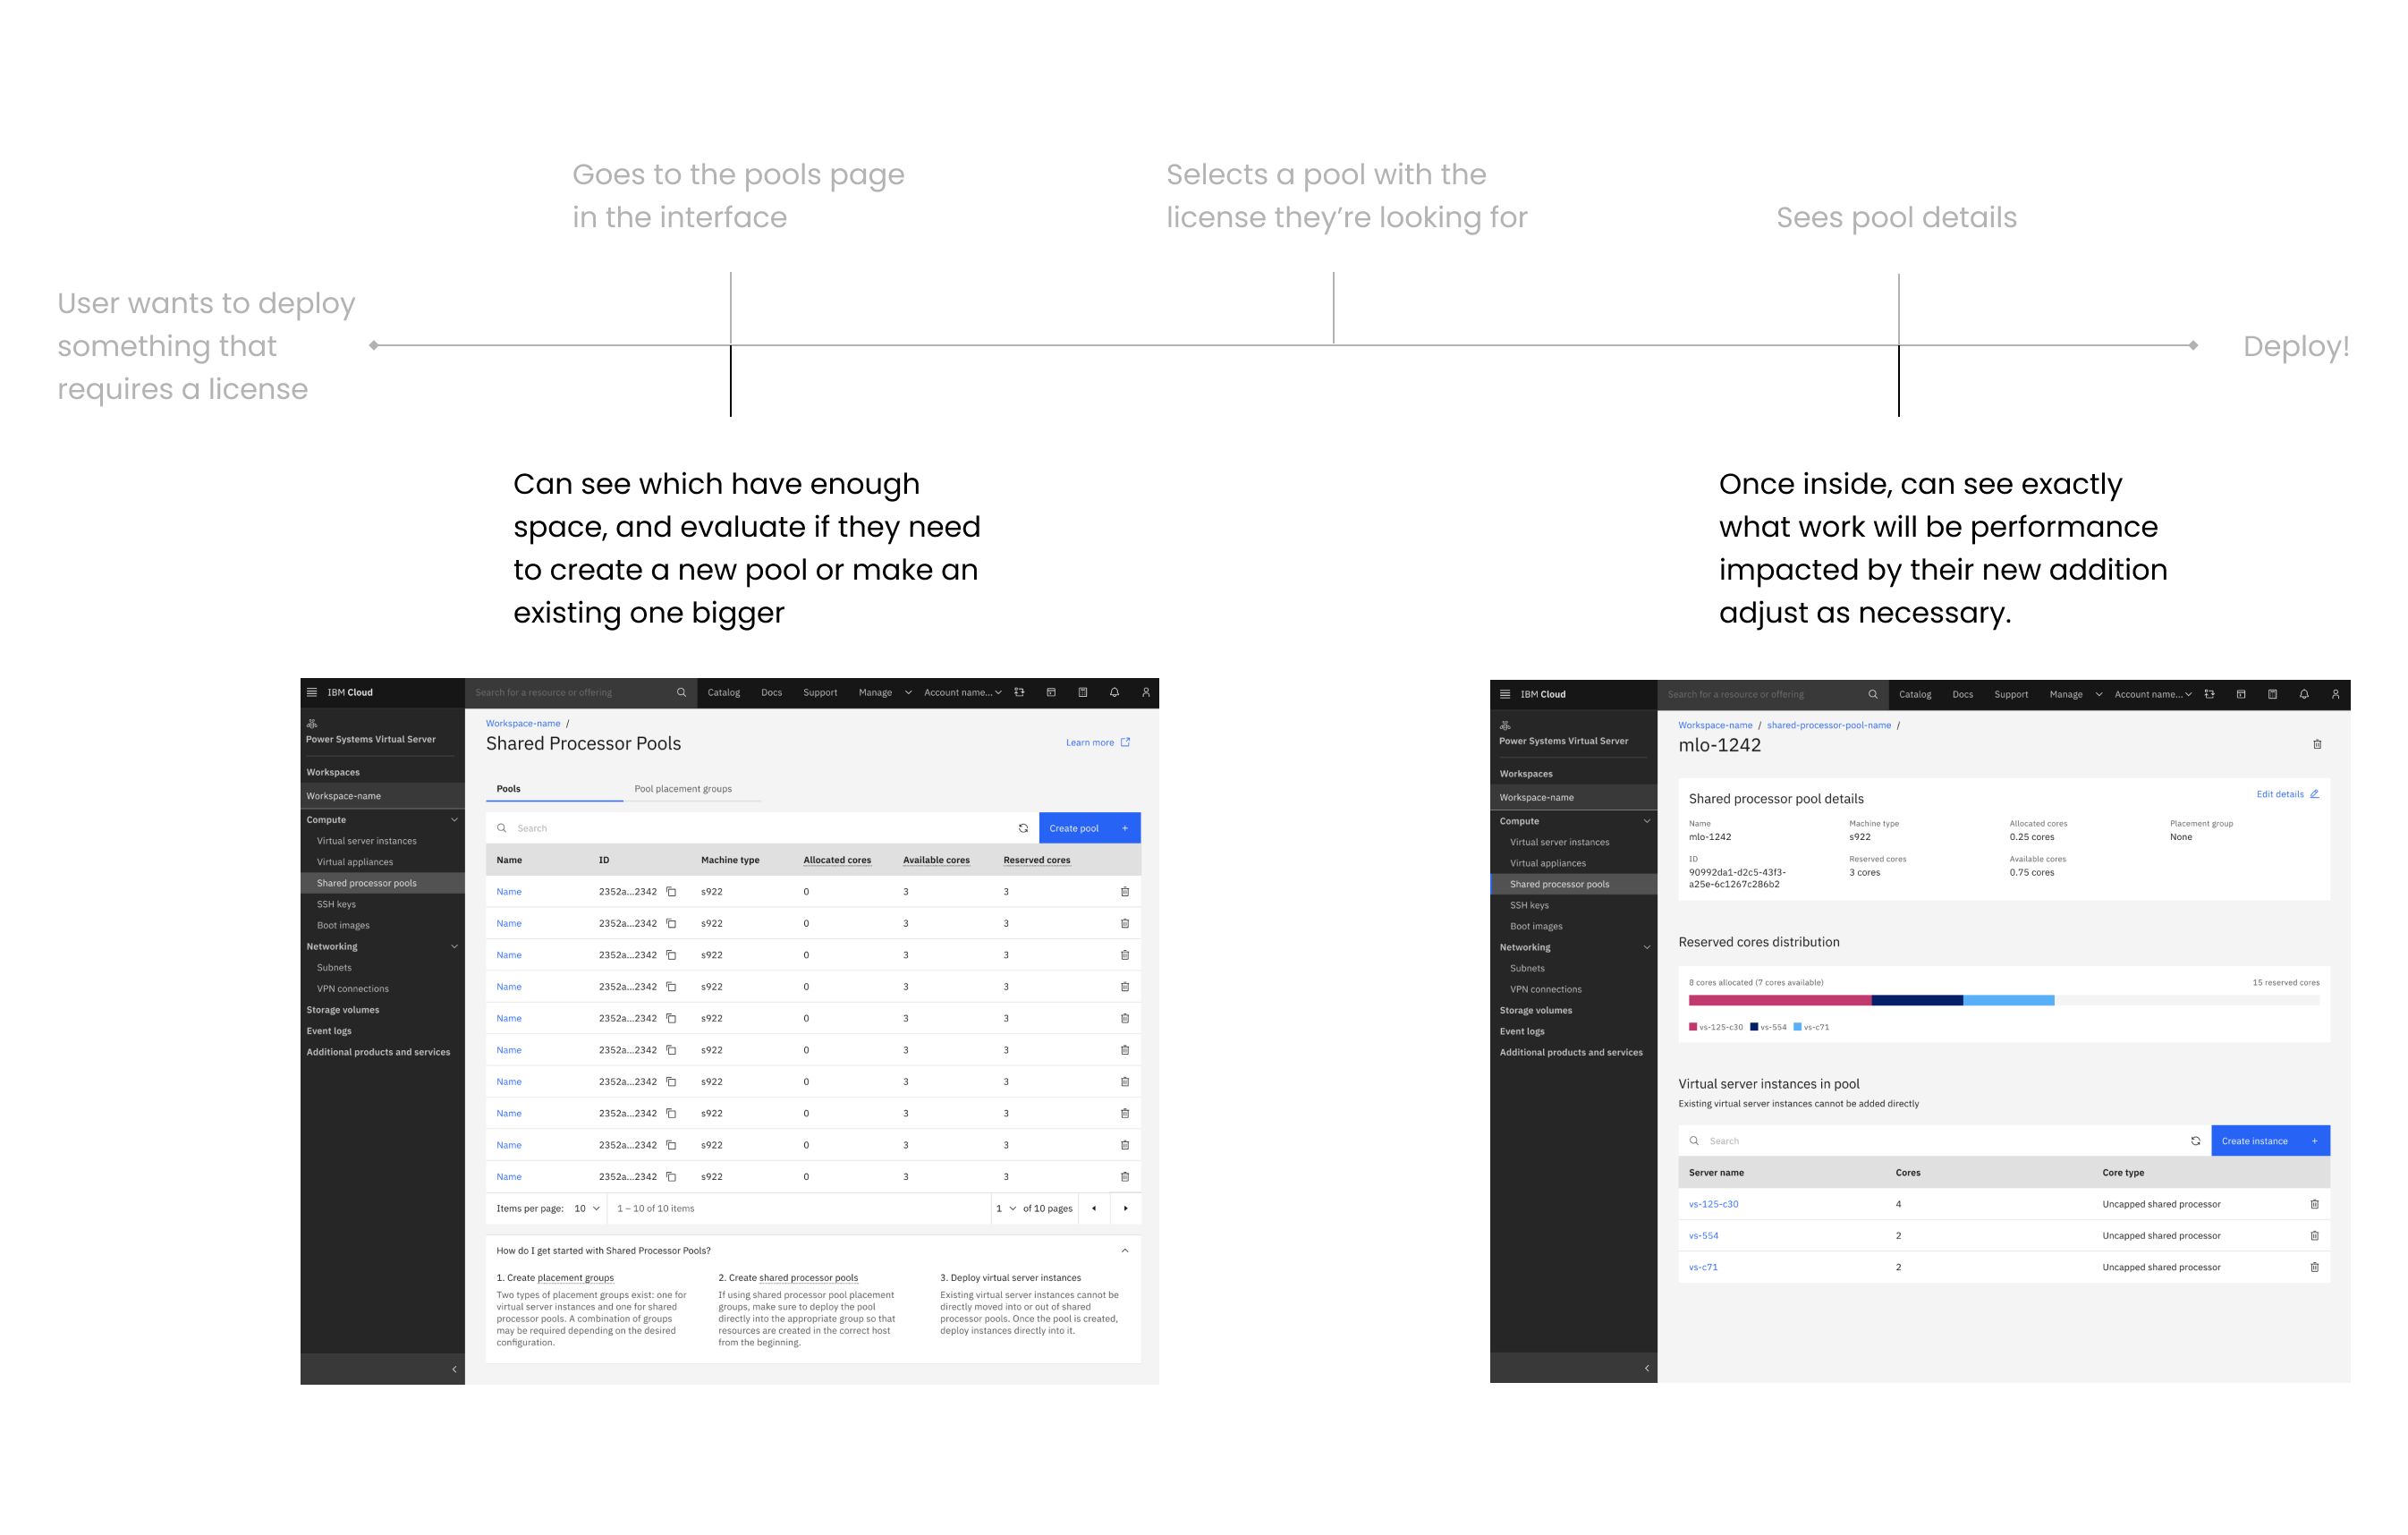 Goes to the pools page
in the interface
Selects a pool with the
license they're looking for
Sees pool details
User wants to deploy
something that
requires a license
Deploy!
Can see which have enough
space, and evaluate if they need
to create a new pool or make an
existing one bigger
Once inside, can see exactly
what work will be performance
impacted by their new addition
adjust as necessary.
IBM Cloud
Search for a resource or offering
Catalog Docs Support Manage Account name...
Power Systems Virtual Server
Workspaces
Workspace-name
Compute
Virtual server instances
Virtual appliances
Shared processor pools
SSH keys
Boot images
Networking
Subnets
VPN connections
Storage volumes
Event logs
Additional products and services
Workspace-name /
Shared Processor Pools
Learn more
Pools Pool placement groups
Search
Create pool +
Name ID Machine type Allocated cores Available cores Reserved cores
Name 2352a...2342 s922 0 3 3
Name 2352a...2342 s922 0 3 3
Name 2352a...2342 s922 0 3 3
Name 2352a...2342 s922 0 3 3
Name 2352a...2342 s922 0 3 3
Name 2352a...2342 s922 0 3 3
Name 2352a...2342 s922 0 3 3
Name 2352a...2342 s922 0 3 3
Name 2352a...2342 s922 0 3 3
Name 2352a...2342 s922 0 3 3
Items per page: 10 1 – 10 of 10 items 1 of 10 pages
How do I get started with Shared Processor Pools?
1. Create placement groups
Two types of placement groups exist: one for
virtual server instances and one for shared
processor pools. A combination of groups
may be required depending on the desired
configuration.
2. Create shared processor pools
If using shared processor pool placement
groups, make sure to deploy the pool
directly into the appropriate group so that
resources are created in the correct host
from the beginning.
3. Deploy virtual server instances
Existing virtual server instances cannot be
directly moved into or out of shared
processor pools. Once the pool is created,
deploy instances directly into it.
IBM Cloud
Search for a resource or offering
Catalog Docs Support Manage Account name...
Power Systems Virtual Server
Workspaces
Workspace-name
Compute
Virtual server instances
Virtual appliances
Shared processor pools
SSH keys
Boot images
Networking
Subnets
VPN connections
Storage volumes
Event logs
Additional products and services
Workspace-name / shared-processor-pool-name /
mlo-1242
Shared processor pool details
Edit details
Name Machine type Allocated cores Placement group
mlo-1242 s922 0.25 cores None
ID Reserved cores Available cores
90992da1-d2c5-43f3-
a25e-6c1267c286b2
3 cores 0.75 cores
Reserved cores distribution
8 cores allocated (7 cores available) 15 reserved cores
vs-125-c30 vs-554 vs-c71
Virtual server instances in pool
Existing virtual server instances cannot be added directly
Search
Create instance +
Server name Cores Core type
vs-125-c30 4 Uncapped shared processor
vs-554 2 Uncapped shared processor
vs-c71 2 Uncapped shared processor